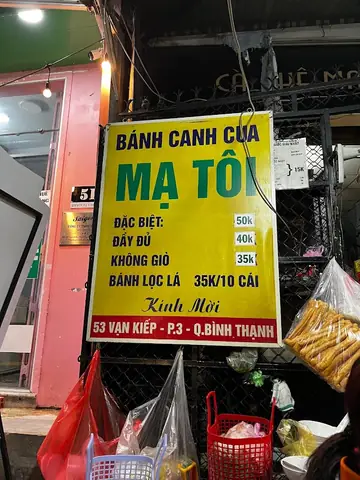 BÁNH CANH CUA
MẠ TÔI
ĐẶC BIỆT: 50k
ĐẦY ĐỦ 40k
KHÔNG GIÒ 35k
BÁNH LỌC LÁ 35K/10 CÁI
Kính Mời
53 VẠN KIẾP - P.3 - Q.BÌNH THẠNH
51
15K